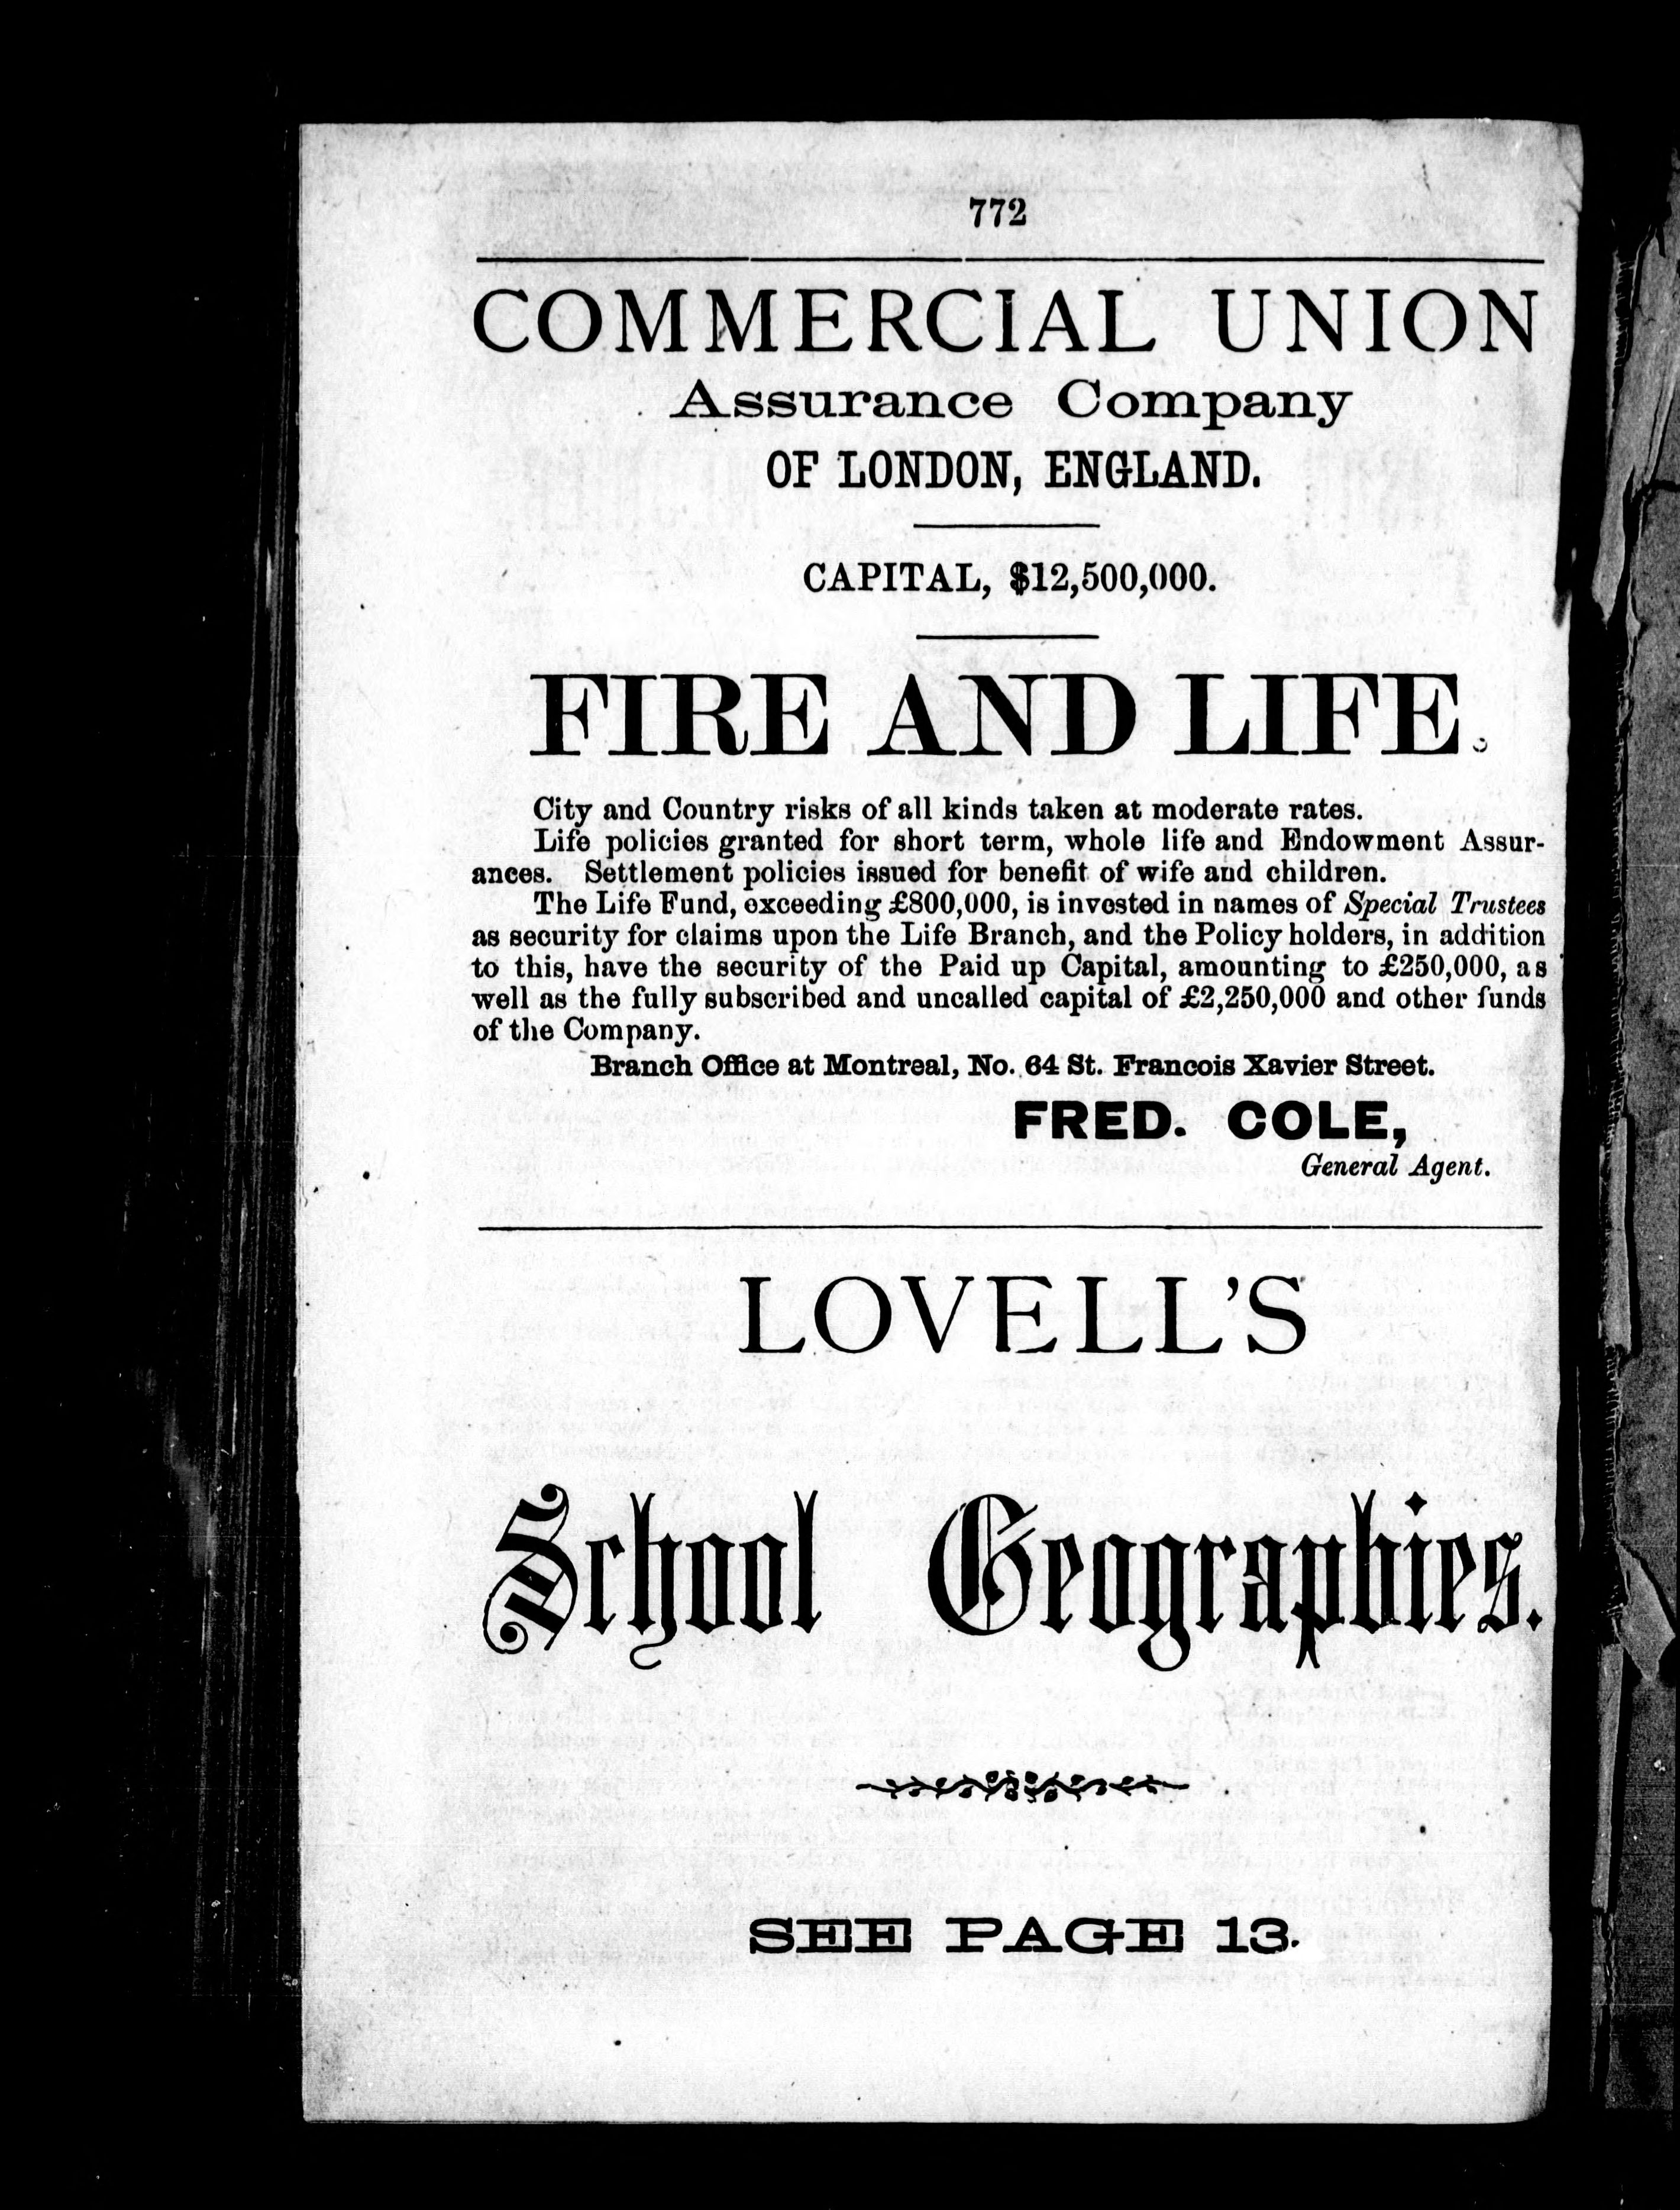 772
COMMERCIAL UNION
Assurance Company
OF LONDON, ENGLAND.
CAPITAL, $12,500,000.
FIRE AND LIFE.
City and Country risks of all kinds taken at moderate rates.
Life policies granted for short term, whole life and Endowment Assur-
ances. Settlement policies issued for benefit of wife and children.
The Life Fund, exceeding £800,000, is invested in names of Special Trustees
as security for claims upon the Life Branch, and the Policy holders, in addition
to this, have the security of the Paid up Capital, amounting to £250,000, as
well as the fully subscribed and uncalled capital of £2,250,000 and other funds
of the Company.
Branch Office at Montreal, No. 64 St. Francois Xavier Street.
FRED. COLE,
General Agent.
LOVELL'S
School Geographies.
SEE PAGE 13.